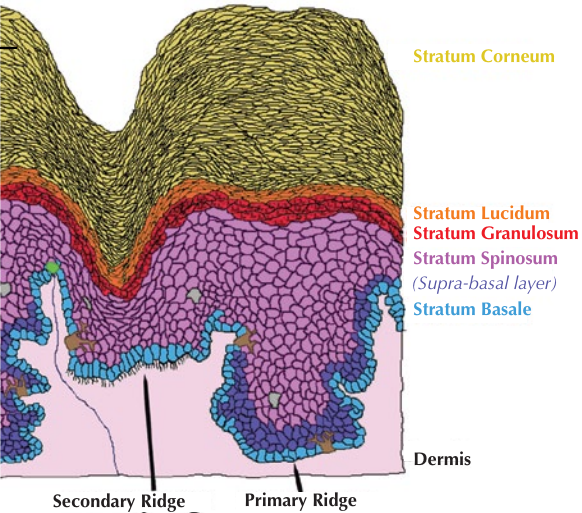 Stratum Corneum
Stratum Lucidum
Stratum Granulosum
Stratum Spinosum
(Supra-basal layer)
Stratum Basale
Dermis
Secondary Ridge
Primary Ridge